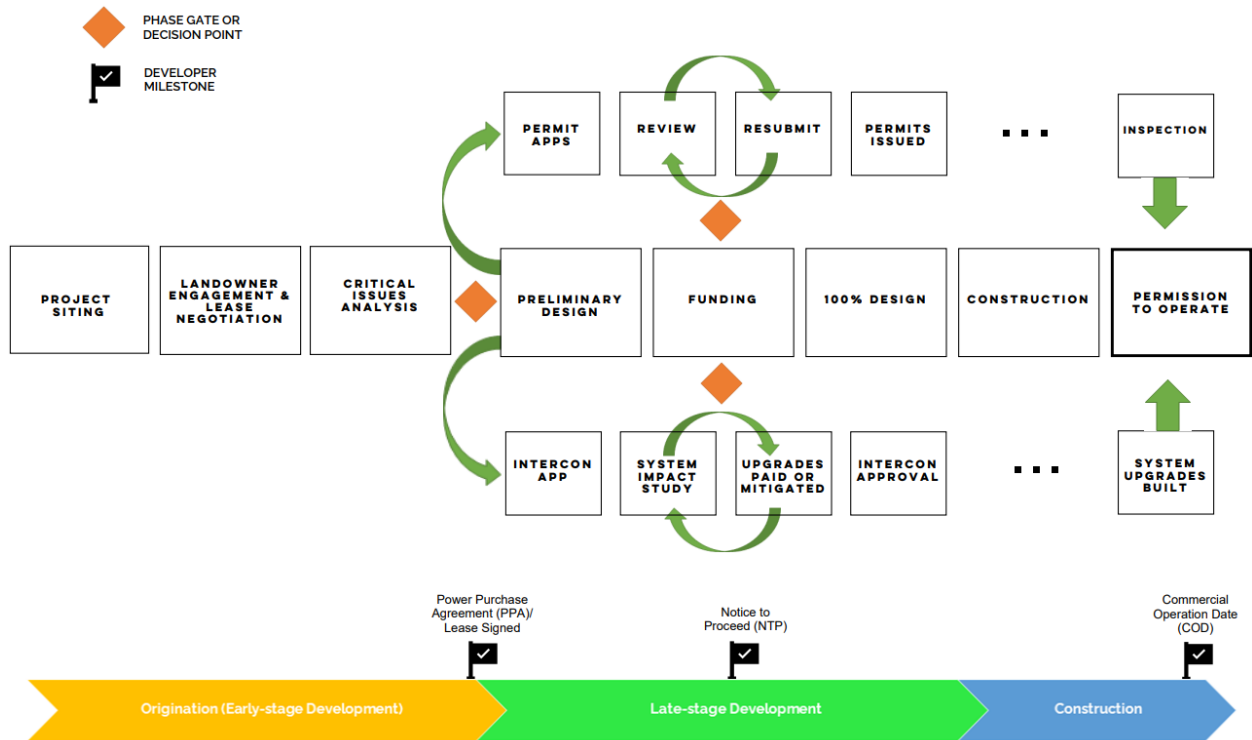 PHASE GATE OR
DECISION POINT
DEVELOPER
MILESTONE
PERMIT
APPS
REVIEW
RESUBMIT
PERMITS
ISSUED
...
INSPECTION
PROJECT
SITING
LANDOWNER
ENGAGEMENT &
LEASE
NEGOTIATION
CRITICAL
ISSUES
ANALYSIS
PRELIMINARY
DESIGN
FUNDING
100% DESIGN
CONSTRUCTION
PERMISSION
TO OPERATE
INTERCON
APP
SYSTEM
IMPACT
STUDY
UPGRADES
PAID OR
MITIGATED
INTERCON
APPROVAL
...
SYSTEM
UPGRADES
BUILT
Power Purchase
Agreement (PPA)/
Lease Signed
Notice to
Proceed (NTP)
Commercial
Operation Date
(COD)
Origination (Early-stage Development)
Late-stage Development
Construction